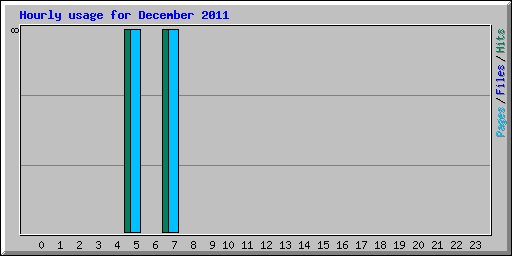 Hourly usage for December 2011
8
Pages/Files/Hits
0 1 2 3 4 5 6 7 8 9 10 11 12 13 14 15 16 17 18 19 20 21 22 23